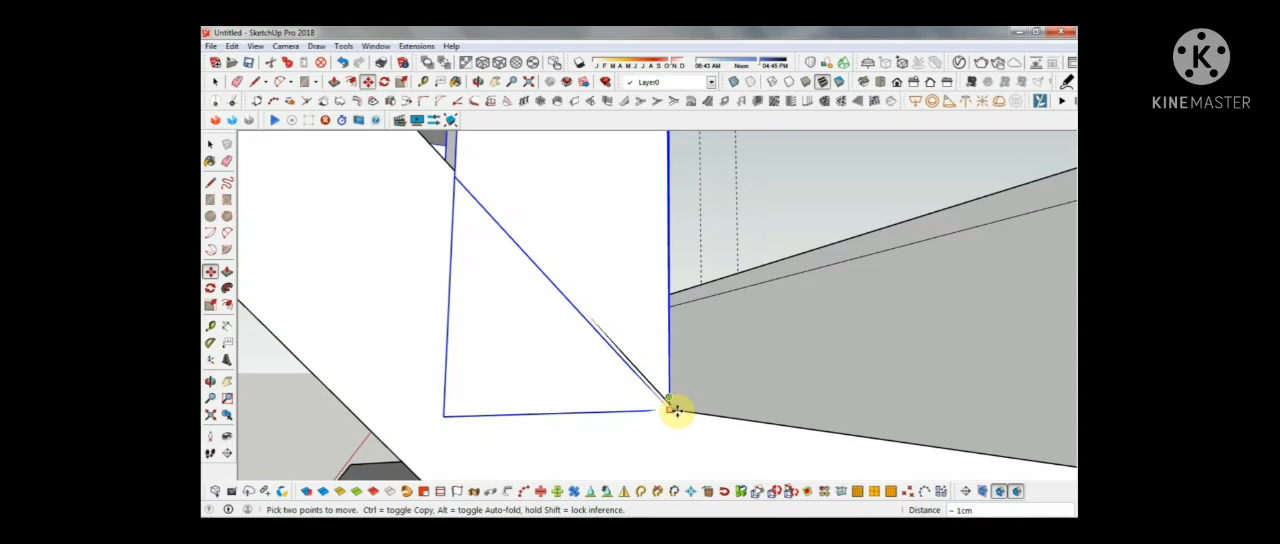 Untitled - SketchUp Pro 2018
File Edit View Camera Draw Tools Window Extensions Help
J F M A M J J A S O N D 06:43 AM Noon 04:45 PM
Layer0
K
KINEMASTER
Pick two points to move. Ctrl = toggle Copy, Alt = toggle Auto-fold, hold Shift = lock inference.
Distance ~ 1cm